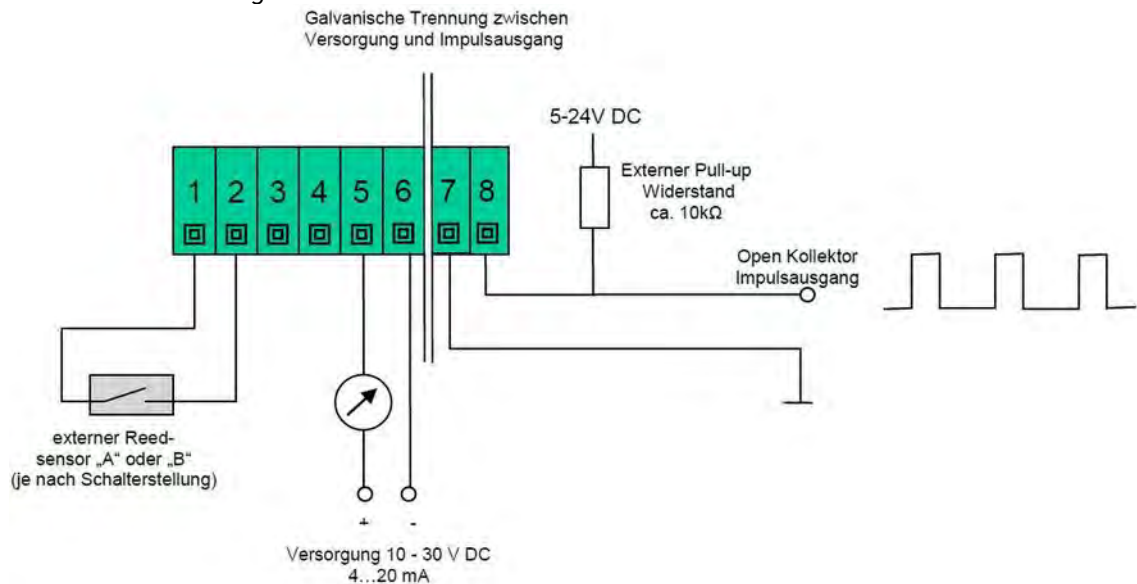 Galvanische Trennung zwischen
Versorgung und Impulsausgang
5-24V DC
1 2 3 4 5 6 7 8
Externer Pull-up
Widerstand
ca. 10kΩ
Open Kollektor
Impulsausgang
externer Reed-
sensor „A“ oder „B“
(je nach Schalterstellung)
+ -
Versorgung 10 - 30 V DC
4...20 mA